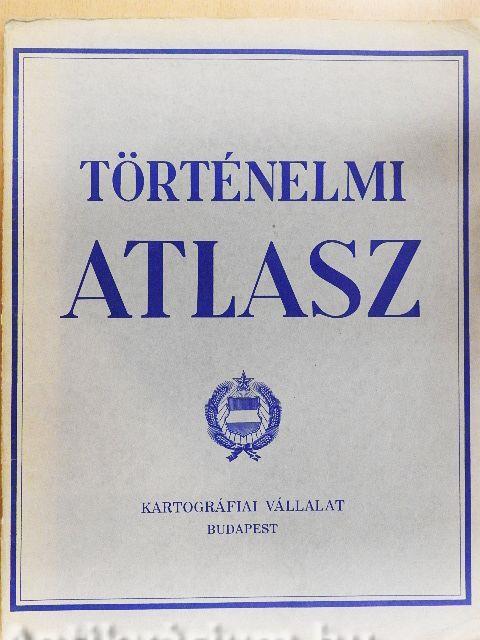 TÖRTÉNELMI
ATLASZ
KARTOGRÁFIAI VÁLLALAT
BUDAPEST